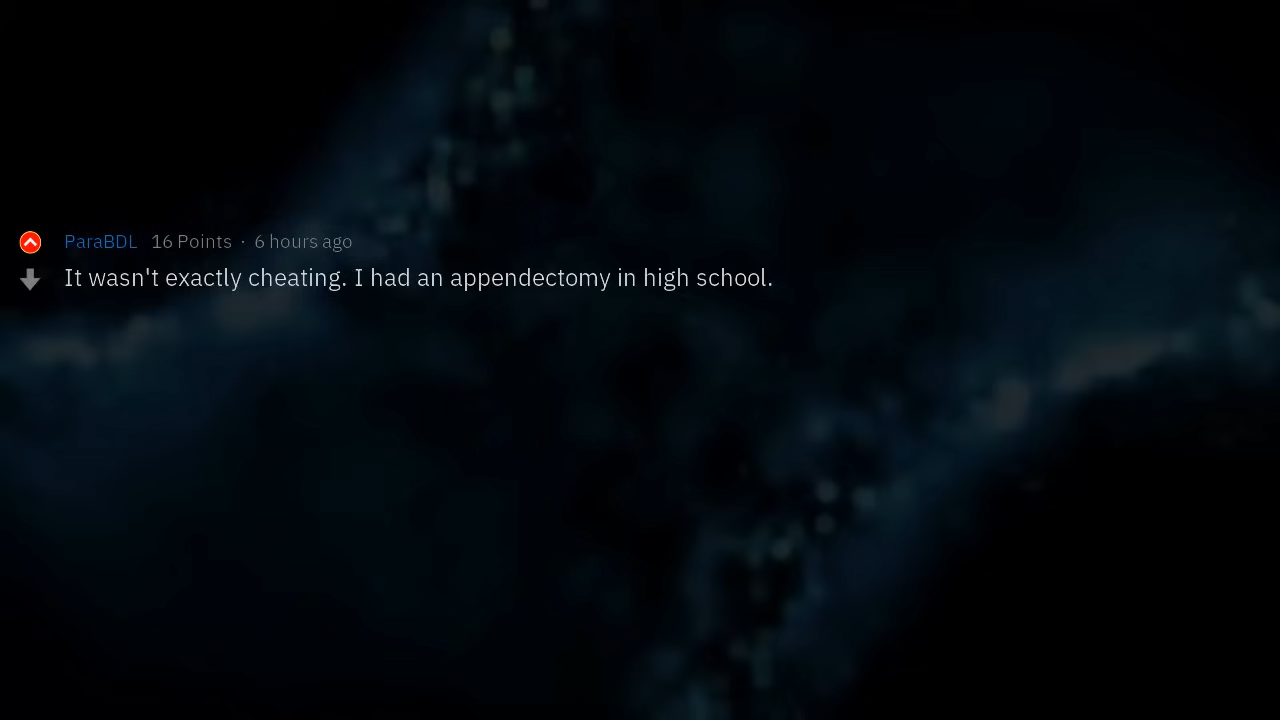 ParaBDL 16 Points · 6 hours ago
It wasn't exactly cheating. I had an appendectomy in high school.